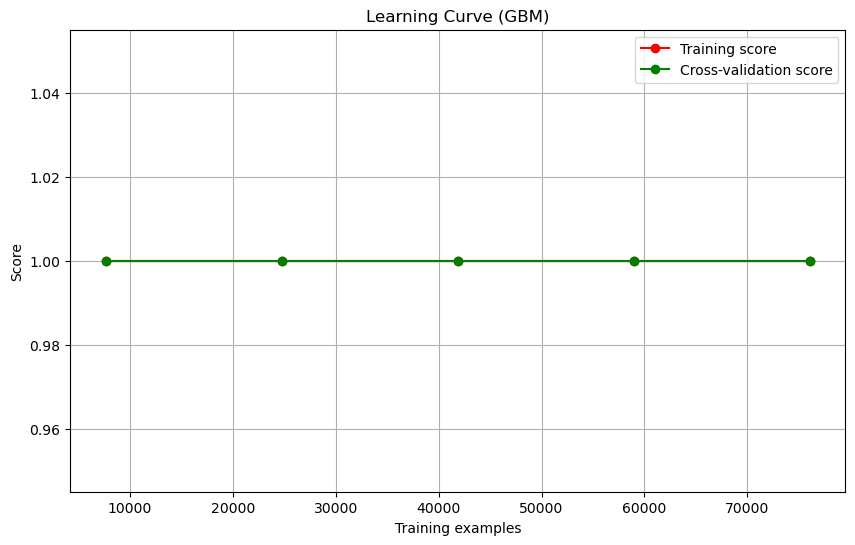 Learning Curve (GBM)
Training score
Cross-validation score
1.04
1.02
1.00
0.98
0.96
Score
10000 20000 30000 40000 50000 60000 70000
Training examples